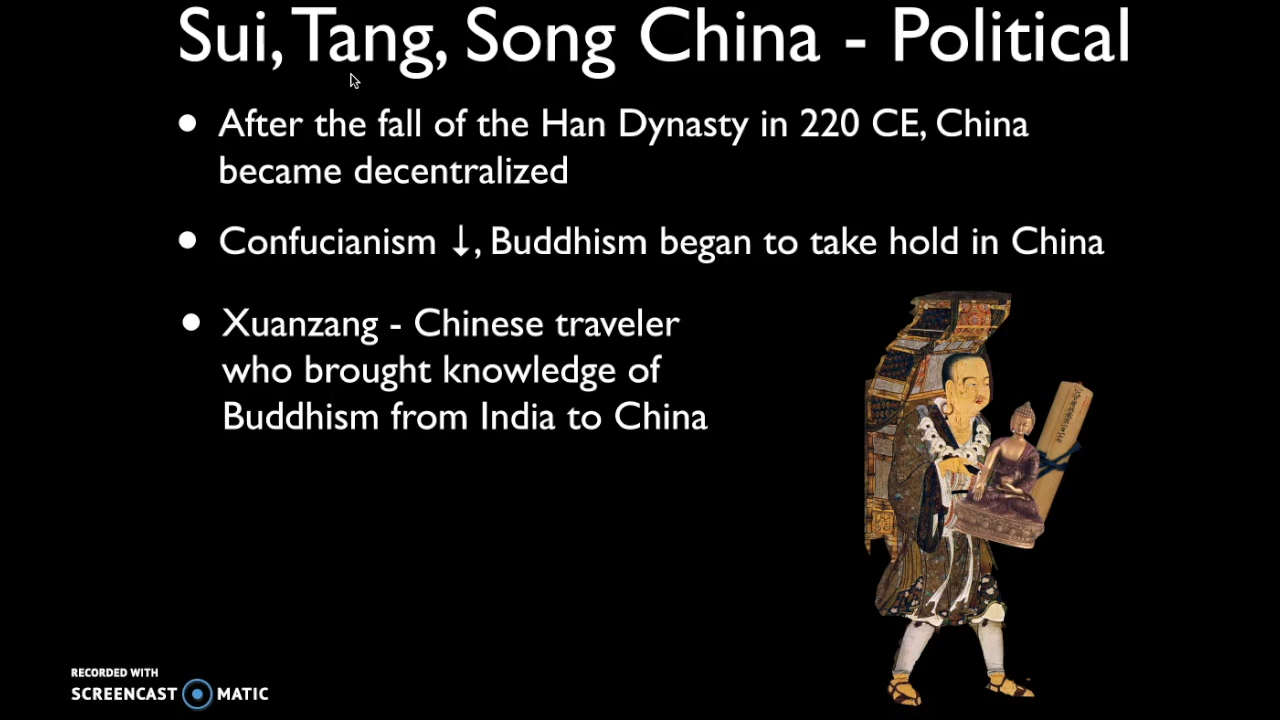 Sui, Tang, Song China - Political
• After the fall of the Han Dynasty in 220 CE, China
became decentralized
• Confucianism ↓, Buddhism began to take hold in China
• Xuanzang - Chinese traveler
who brought knowledge of
Buddhism from India to China
RECORDED WITH
SCREENCAST MATIC